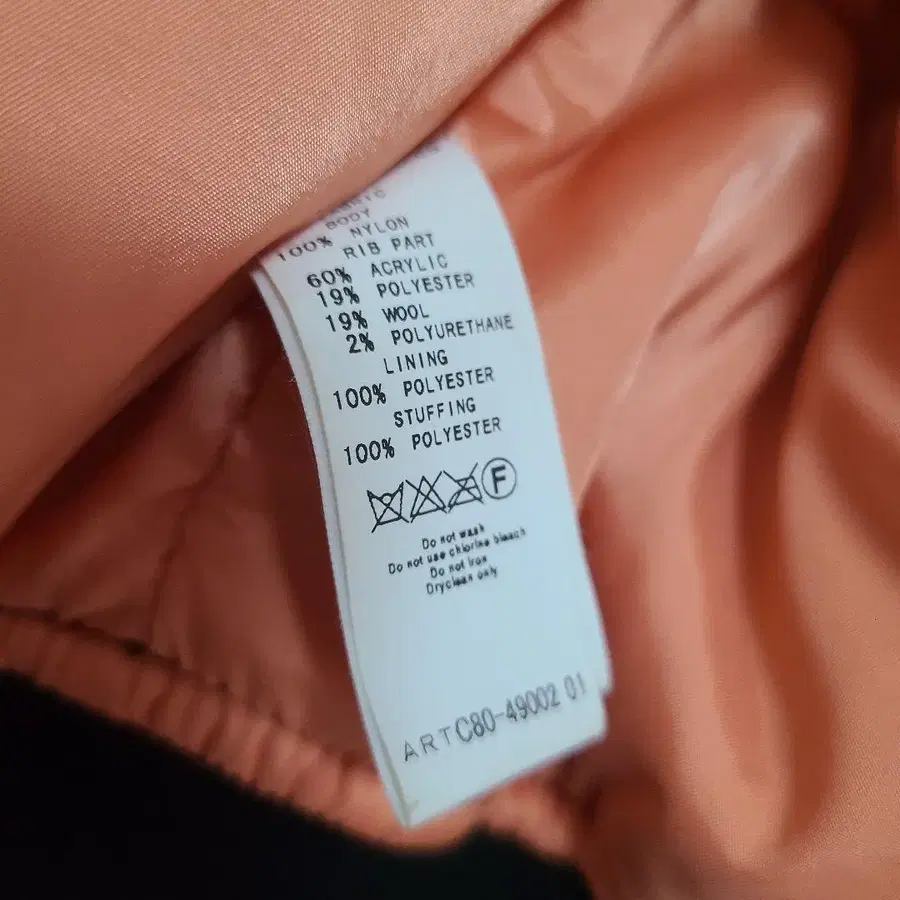 BODY
100% NYLON
RIB PART
60% ACRYLIC
19% POLYESTER
19% WOOL
2% POLYURETHANE
LINING
100% POLYESTER
STUFFING
100% POLYESTER
F
Do not wash
Do not use chlorine bleach
Do not iron
Dryclean only
ARTC80-49002 01